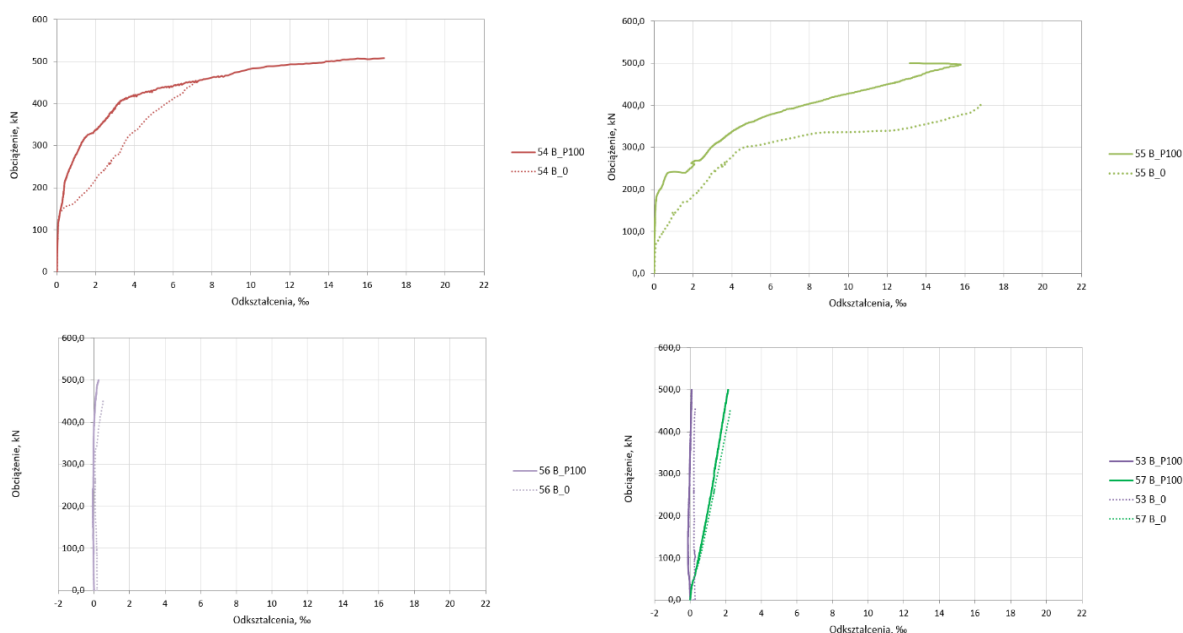 600
500
400
300
200
100
0
Obciążenie, kN
0 2 4 6 8 10 12 14 16 18 20 22
Odkształcenia, ‰
54 B_P100
54 B_0
600,0
500,0
400,0
300,0
200,0
100,0
0,0
Obciążenie, kN
0 2 4 6 8 10 12 14 16 18 20 22
Odkształcenia, ‰
55 B_P100
55 B_0
600,0
500,0
400,0
300,0
200,0
100,0
0,0
Obciążenie, kN
-2 0 2 4 6 8 10 12 14 16 18 20 22
Odkształcenia, ‰
56 B_P100
56 B_0
600,0
500,0
400,0
300,0
200,0
100,0
0,0
Obciążenie, kN
-2 0 2 4 6 8 10 12 14 16 18 20 22
Odkształcenia, ‰
53 B_P100
57 B_P100
53 B_0
57 B_0